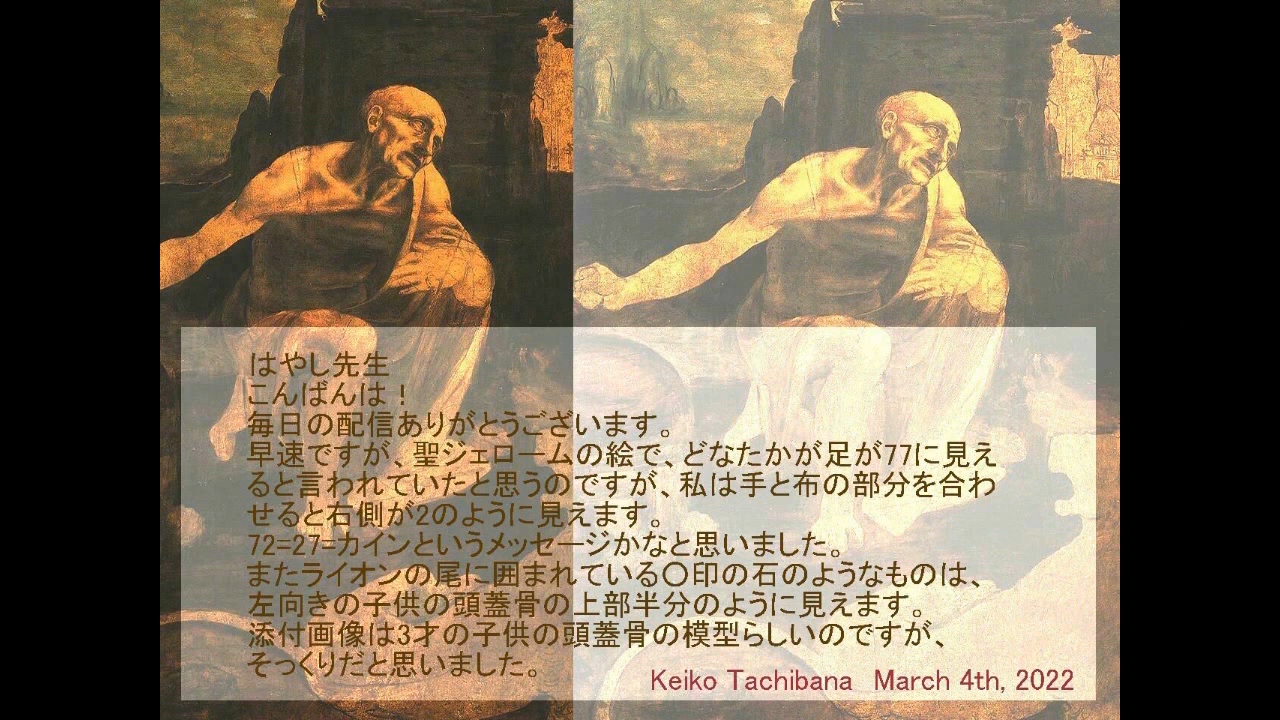 はやし先生
こんばんは！
毎日の配信ありがとうございます。
早速ですが、聖ジェロームの絵で、どなたかが足が77に見え
ると言われていたと思うのですが、私は手と布の部分を合わ
せると右側が2のように見えます。
72=27=カインというメッセージかなと思いました。
またライオンの尾に囲まれている〇印の石のようなものは、
左向きの子供の頭蓋骨の上部半分のように見えます。
添付画像は3才の子供の頭蓋骨の模型らしいのですが、
そっくりだと思いました。
Keiko Tachibana March 4th, 2022